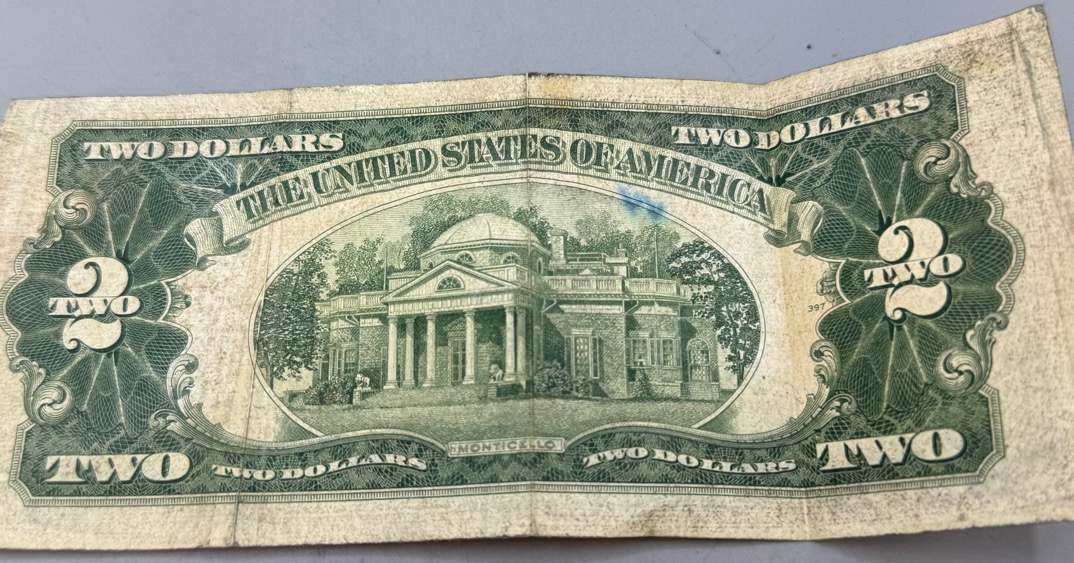 TWO DOLLARS
TWO DOLLARS
THE UNITED STATES OF AMERICA
2
TWO
2
TWO
397
MONTICELLO
TWO
TWO DOLLARS
TWO DOLLARS
TWO